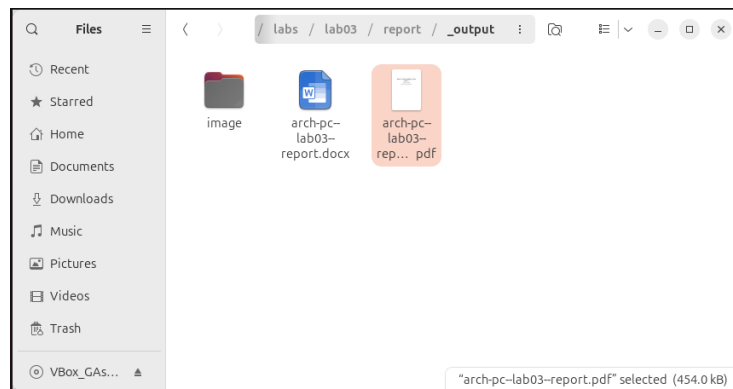 Files
/ labs / lab03 / report / _output
Recent
Starred
Home
Documents
Downloads
Music
Pictures
Videos
Trash
VBox_GAs...
image
arch-pc--
lab03--
report.docx
arch-pc--
lab03--
rep... pdf
"arch-pc--lab03--report.pdf" selected (454.0 kB)